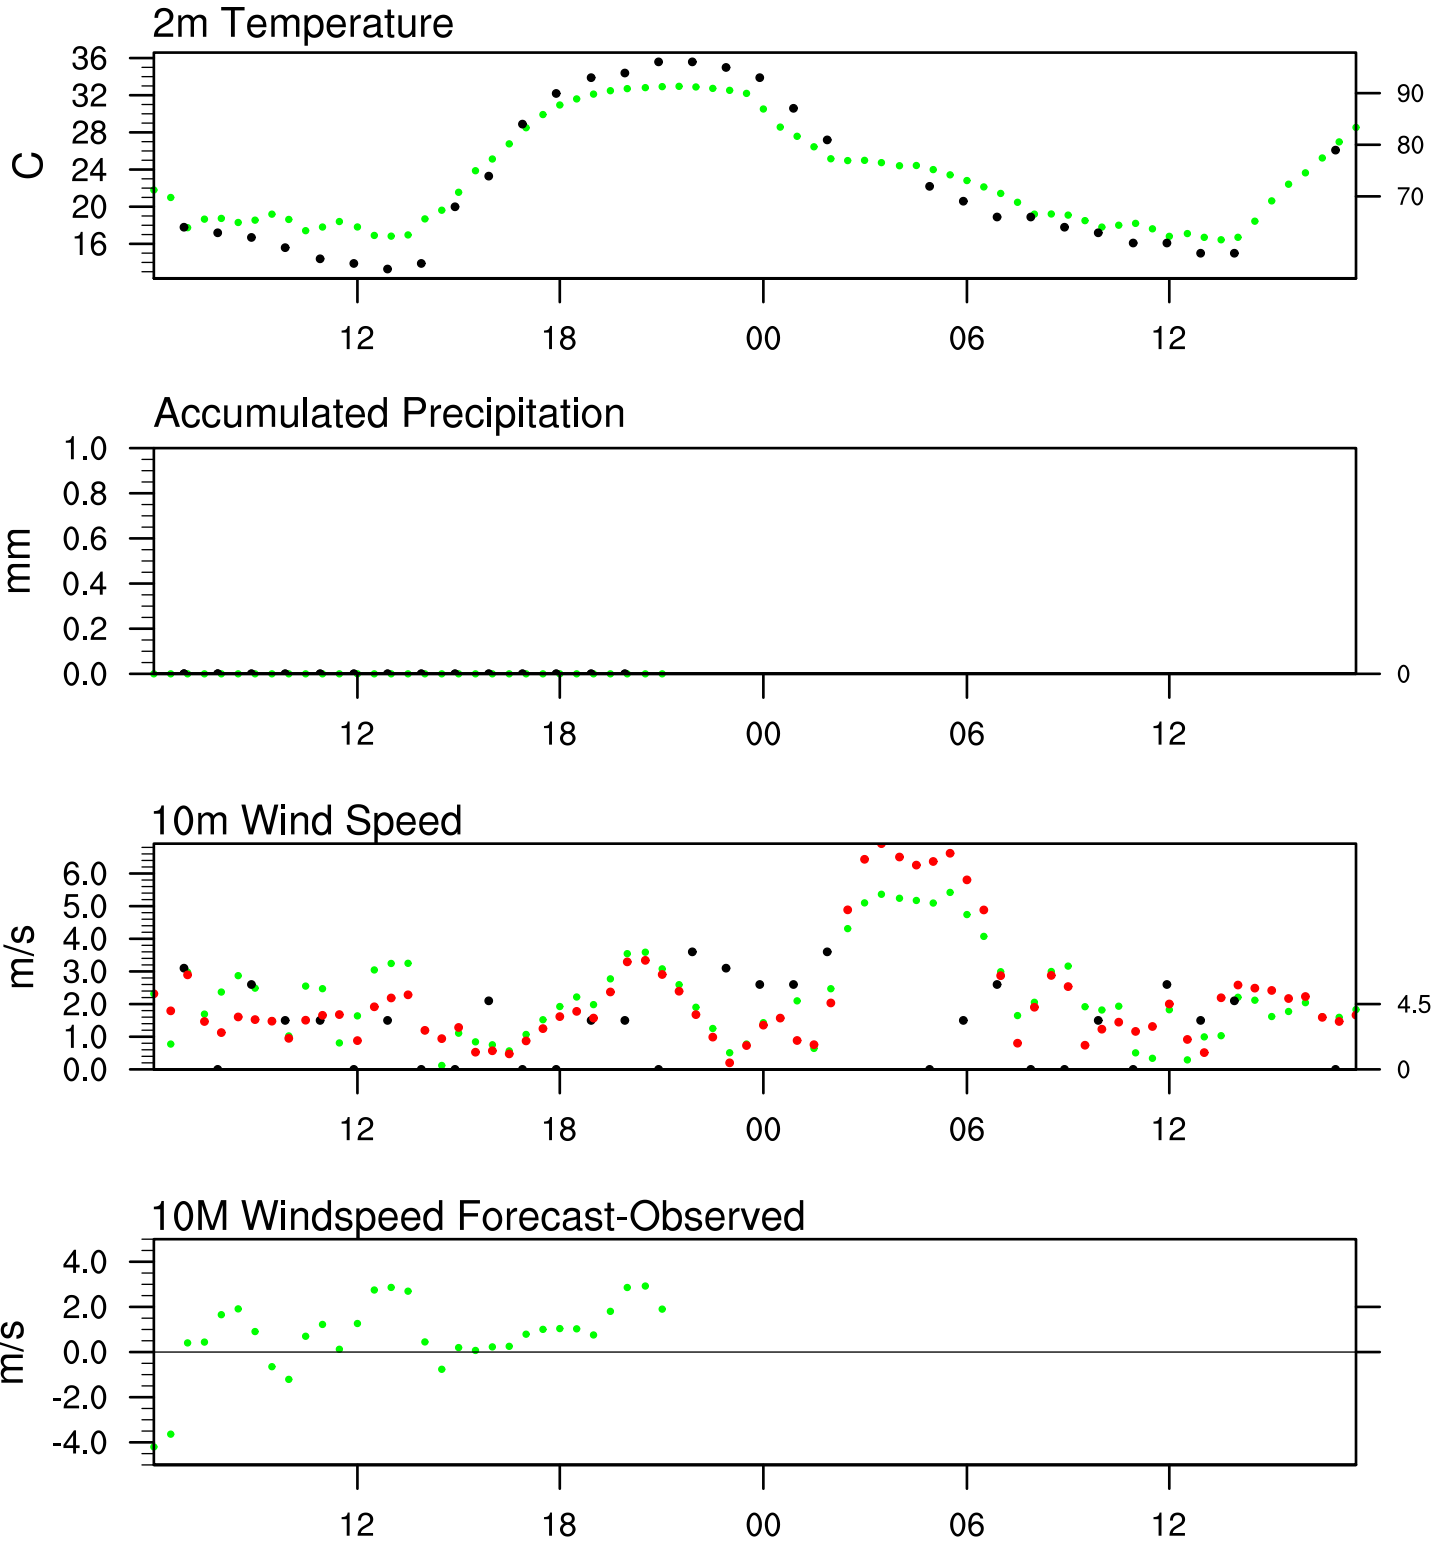 2m Temperature
36
32
28
24
20
16
C
90
80
70
12 18 00 06 12
Accumulated Precipitation
1.0
0.8
0.6
0.4
0.2
0.0
mm
0
12 18 00 06 12
10m Wind Speed
6.0
5.0
4.0
3.0
2.0
1.0
0.0
m/s
4.5
0
12 18 00 06 12
10M Windspeed Forecast-Observed
4.0
2.0
0.0
-2.0
-4.0
m/s
12 18 00 06 12